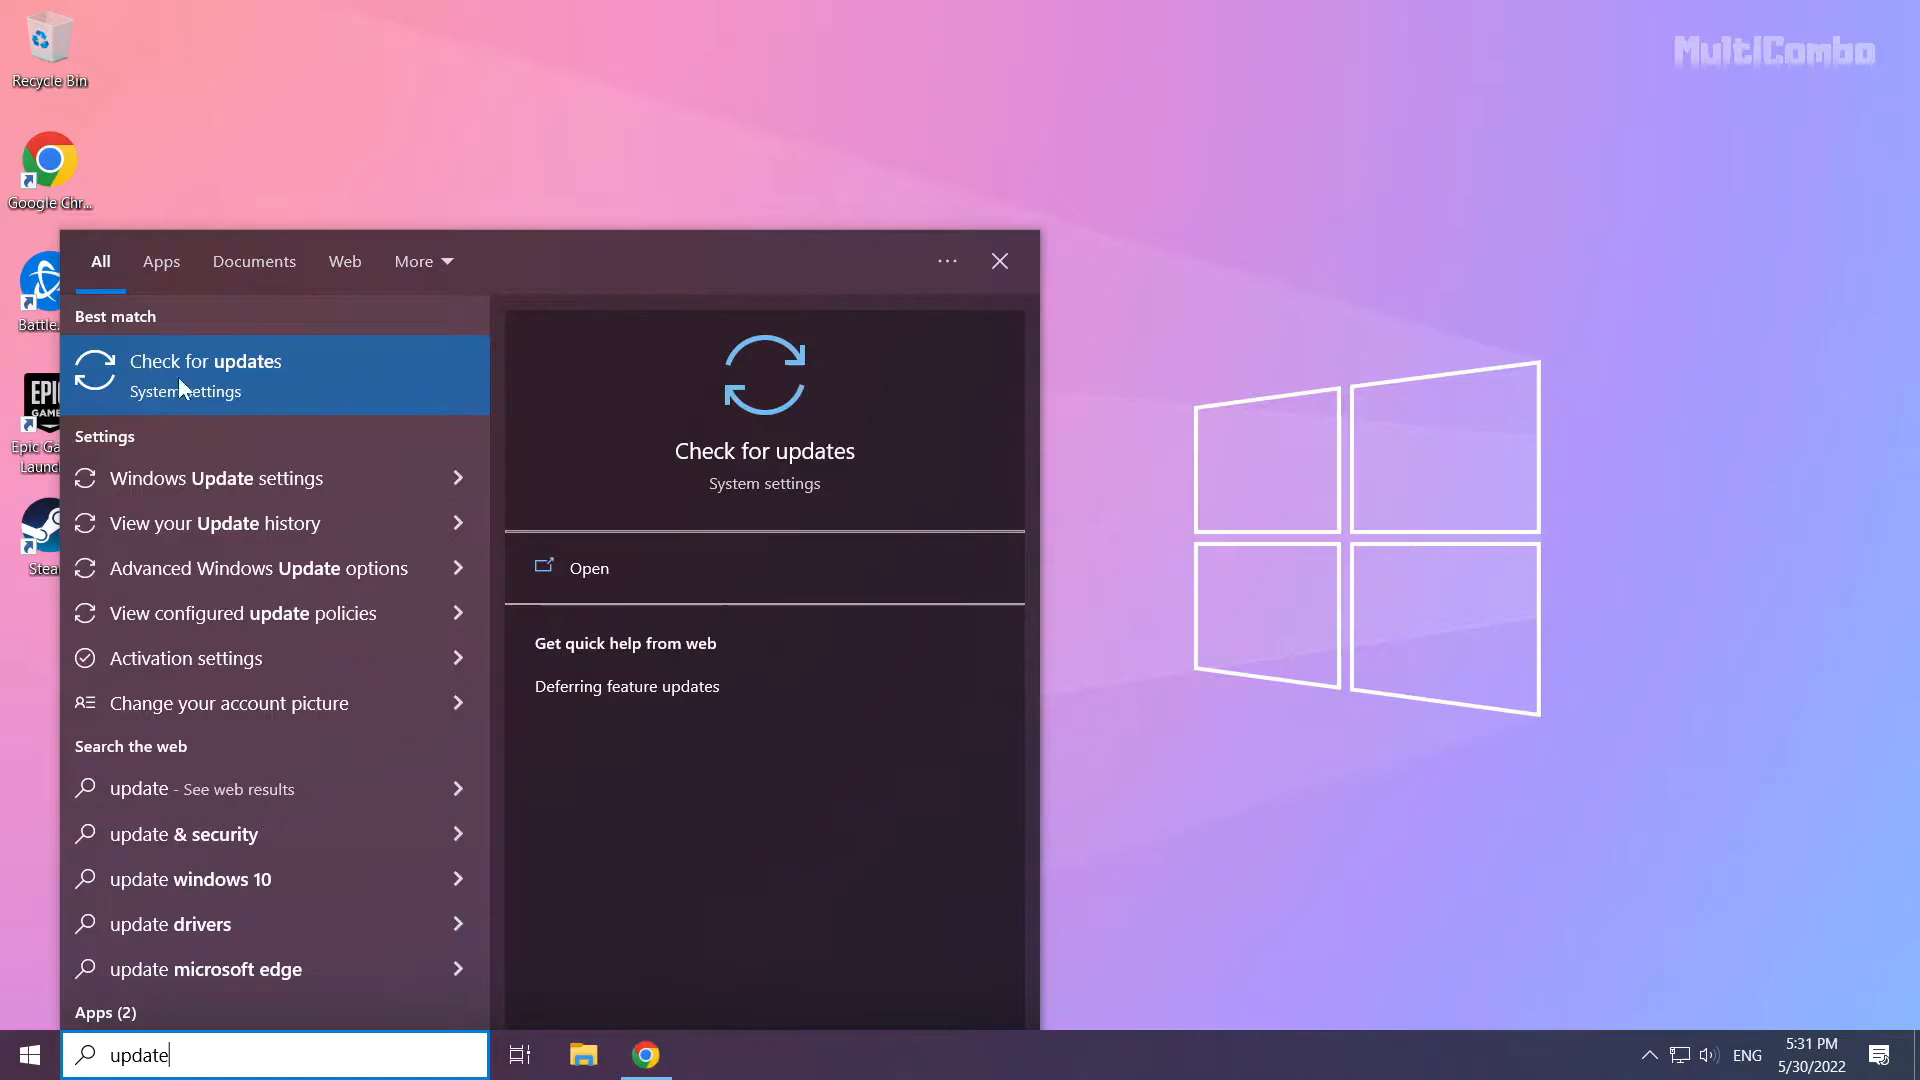 Recycle Bin
Google Chr...
Battle.
EPIC
GAM
Epic Ga
Launc
Stea
MultiCombo
All
Apps
Documents
Web
More
Best match
Check for updates
System settings
Settings
Windows Update settings
View your Update history
Advanced Windows Update options
View configured update policies
Activation settings
Change your account picture
Search the web
update - See web results
update & security
update windows 10
update drivers
update microsoft edge
Apps (2)
Check for updates
System settings
Open
Get quick help from web
Deferring feature updates
update
ENG
5:31 PM
5/30/2022